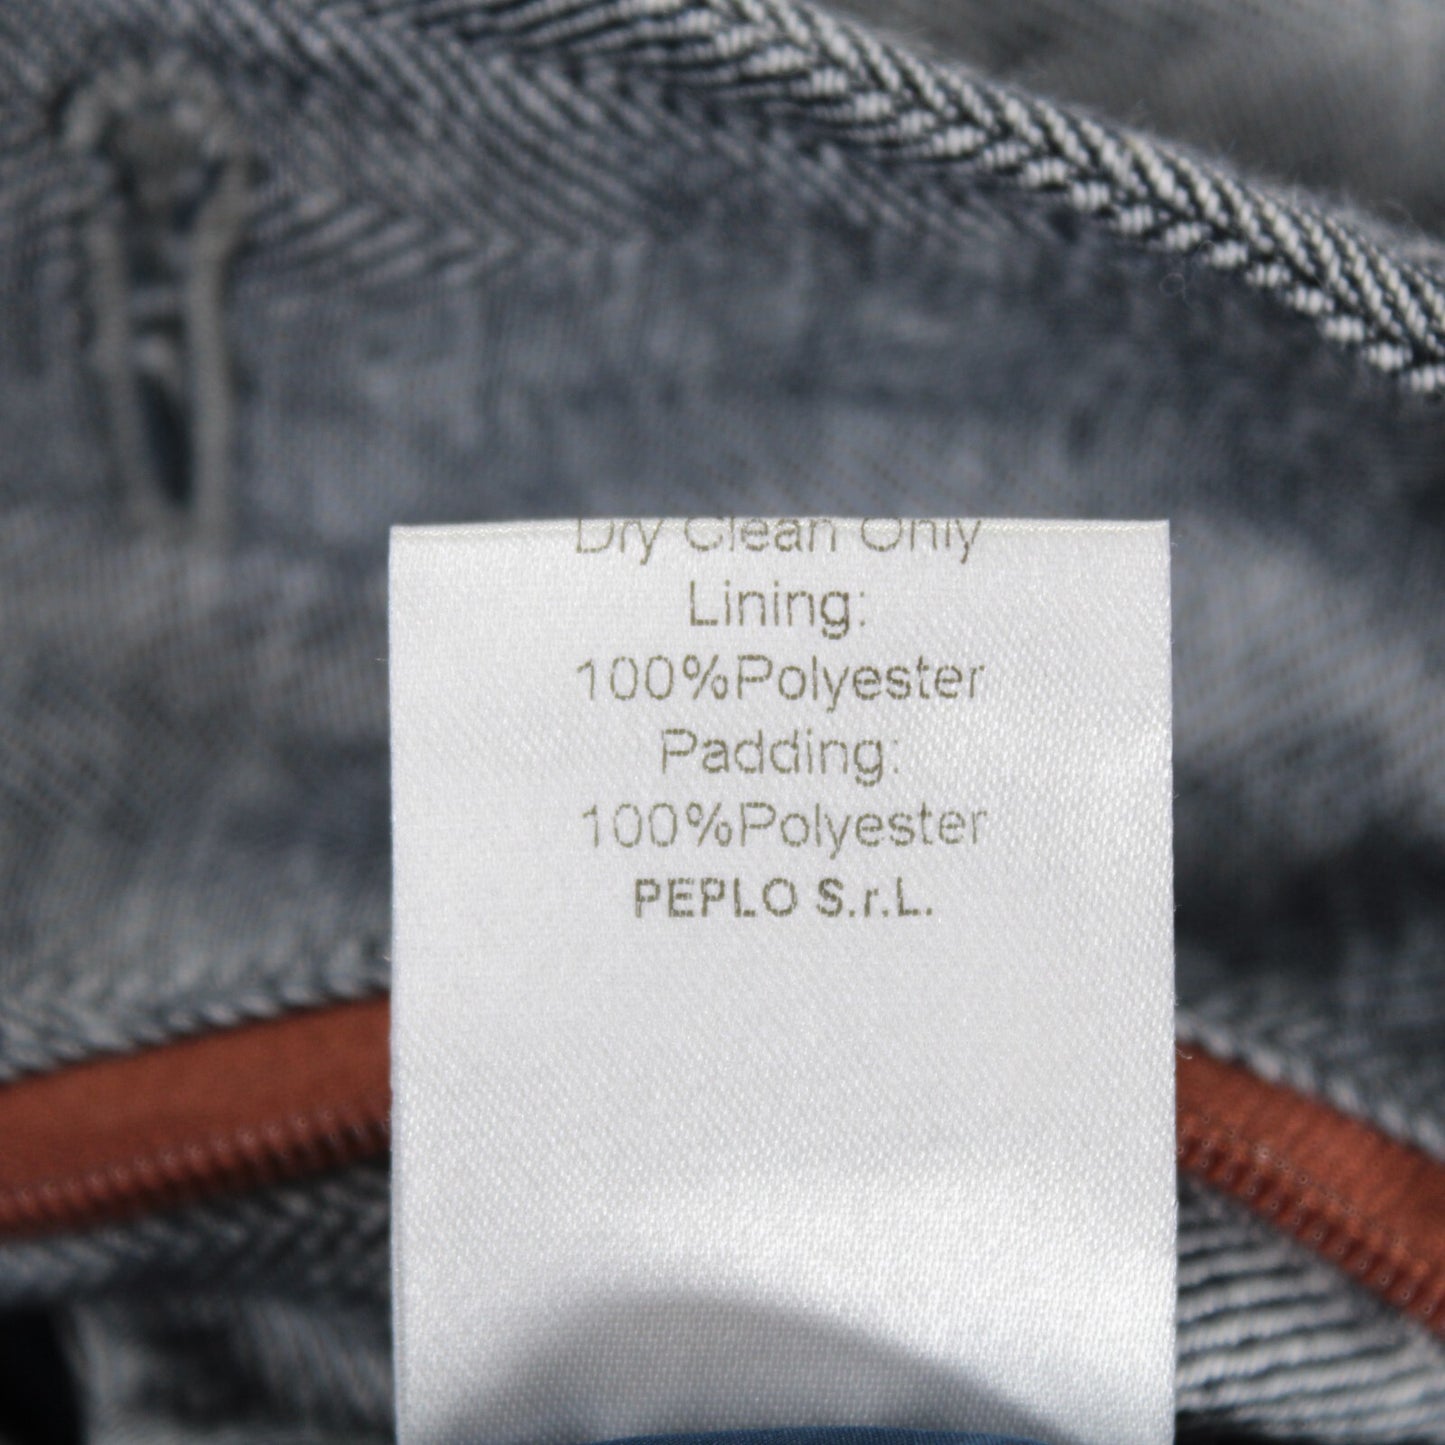 Dry Clean Only
Lining:
100%Polyester
Padding:
100%Polyester
PEPLO S.r.L.